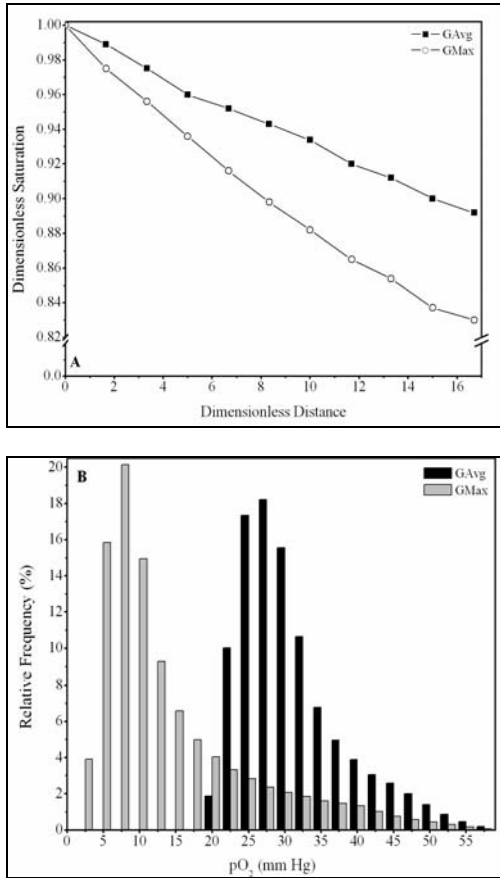 1.00
0.98
0.96
0.94
0.92
0.90
0.88
0.86
0.84
0.82
0.0
Dimensionless Saturation
GAvg
GMax
A
0 2 4 6 8 10 12 14 16
Dimensionless Distance
B
20
18
16
14
12
10
8
6
4
2
0
Relative Frequency (%)
GAvg
GMax
5 10 15 20 25 30 35 40 45 50 55
pO₂ (mm Hg)